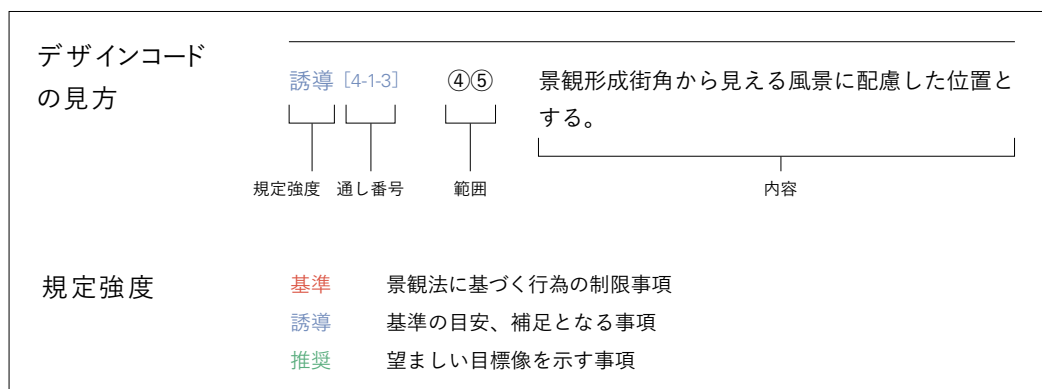 デザインコード
の見方
誘導 [4-1-3] ④⑤ 景観形成街角から見える風景に配慮した位置と
する。
規定強度 通し番号 範囲 内容
規定強度
基準 景観法に基づく行為の制限事項
誘導 基準の目安、補足となる事項
推奨 望ましい目標像を示す事項